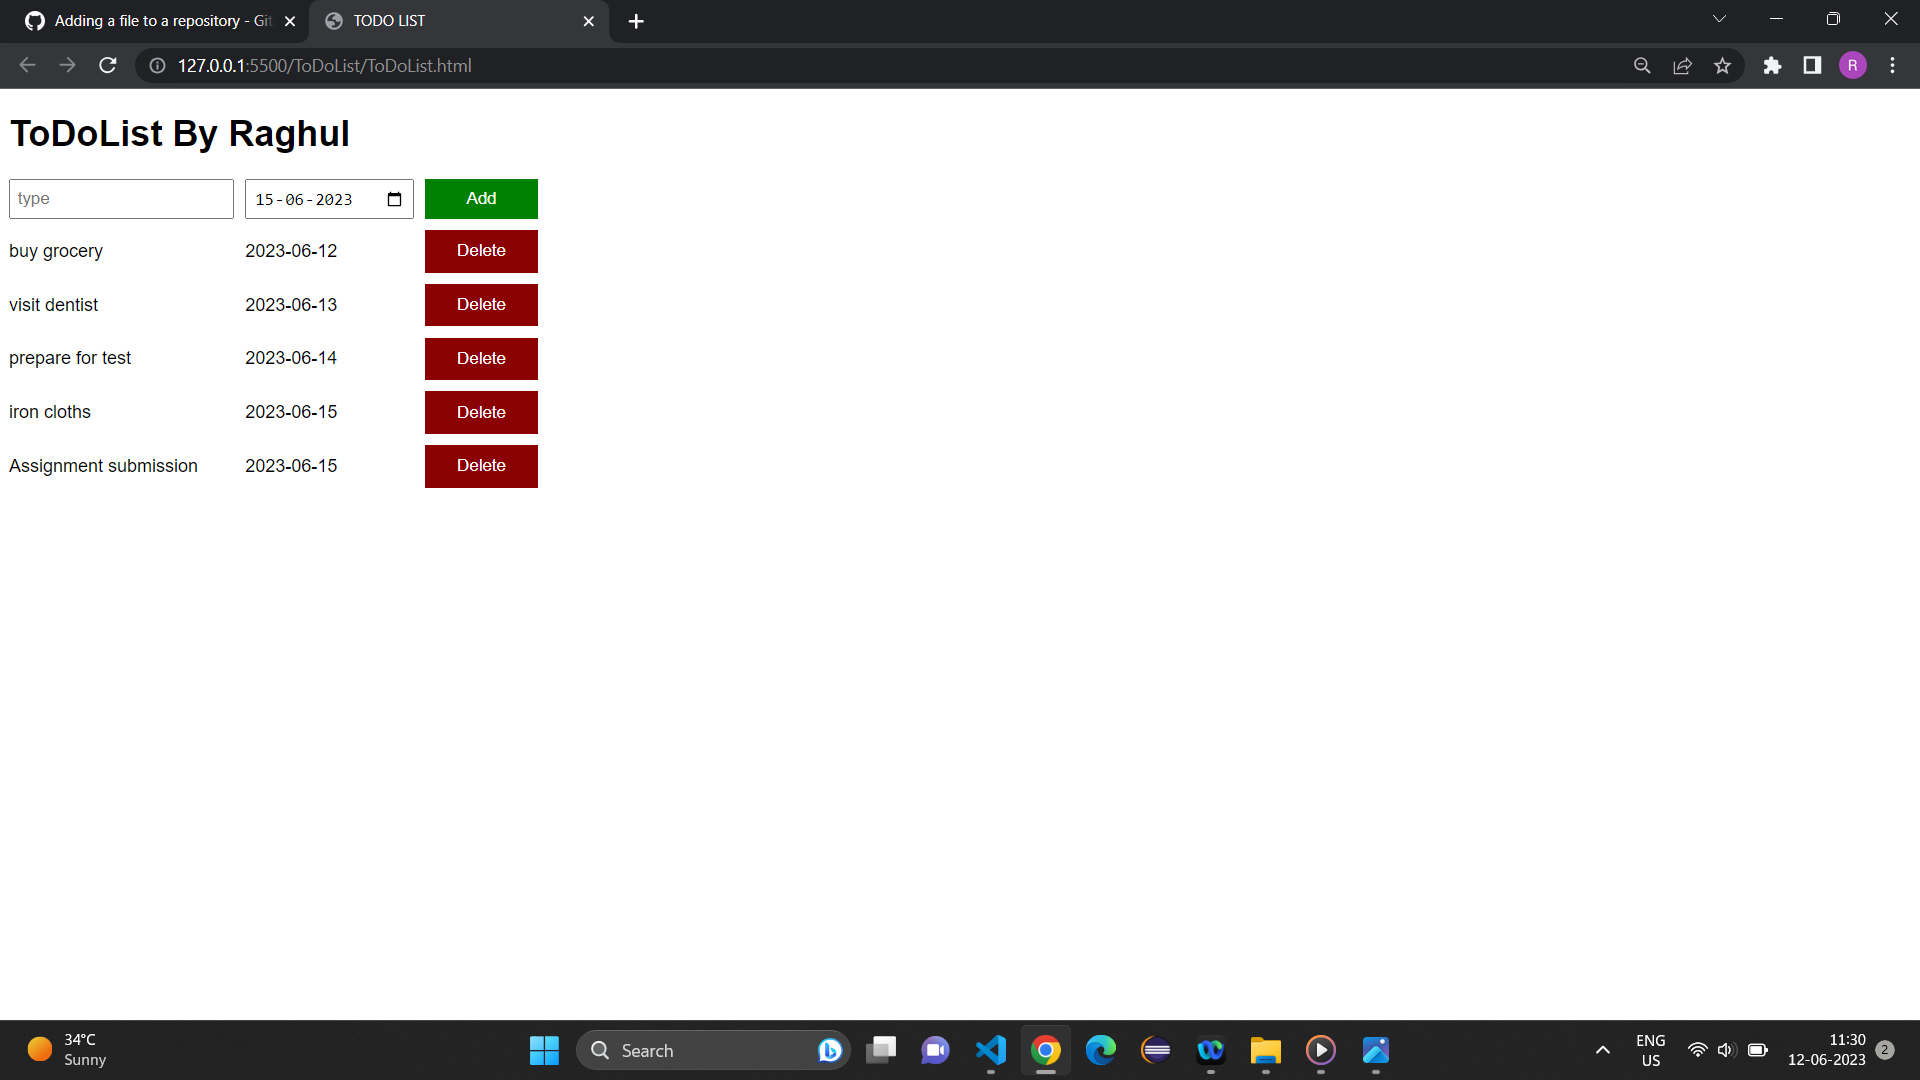 Adding a file to a repository - Git
TODO LIST
127.0.0.1:5500/ToDoList/ToDoList.html
R
ToDoList By Raghul
type 15-06-2023 Add
buy grocery 2023-06-12 Delete
visit dentist 2023-06-13 Delete
prepare for test 2023-06-14 Delete
iron cloths 2023-06-15 Delete
Assignment submission 2023-06-15 Delete
34°C
Sunny
Search
ENG
US
11:30
12-06-2023
2